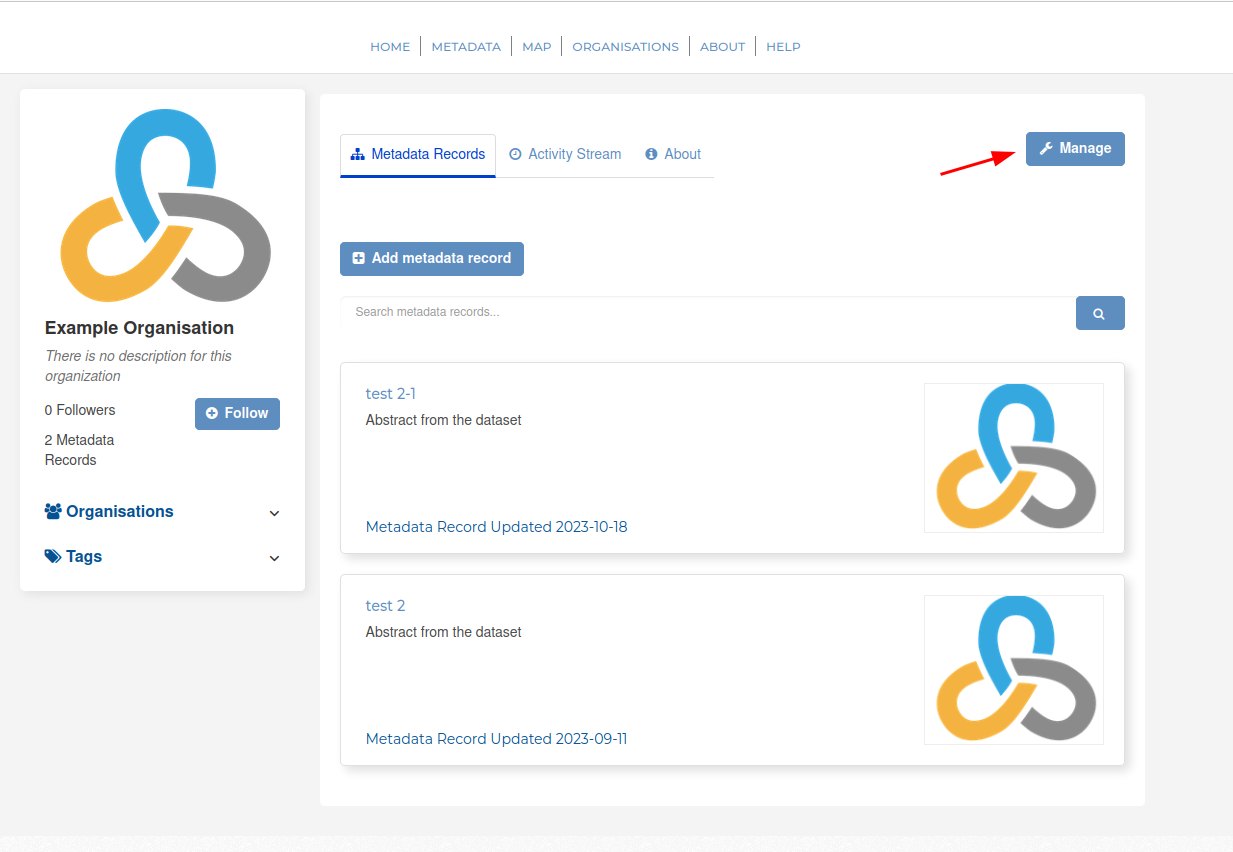 HOME METADATA MAP ORGANISATIONS ABOUT HELP
Example Organisation
There is no description for this
organization
0 Followers
Follow
2 Metadata
Records
Organisations
Tags
Metadata Records Activity Stream About
Manage
Add metadata record
Search metadata records...
test 2-1
Abstract from the dataset
Metadata Record Updated 2023-10-18
test 2
Abstract from the dataset
Metadata Record Updated 2023-09-11